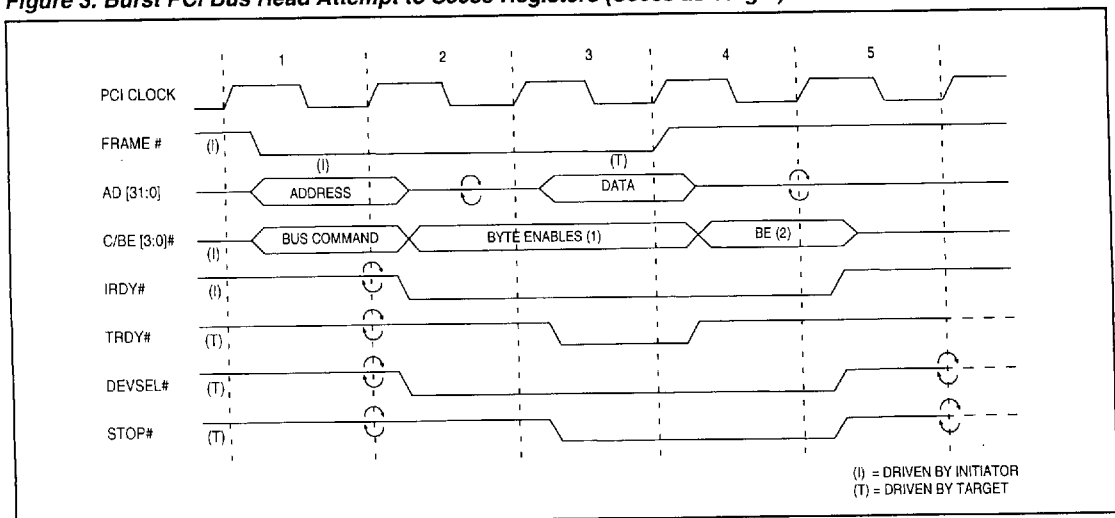 Figure 3. Burst PCI Bus Read Attempt to Registers as Target)
1 2 3 4 5
PCI CLOCK
FRAME # (I)
(I) (T)
AD [31:0] ADDRESS DATA
C/BE [3:0]# (I) BUS COMMAND BYTE ENABLES (1) BE (2)
IRDY# (I)
TRDY# (T)
DEVSEL# (T)
STOP# (T)
(I) = DRIVEN BY INITIATOR
(T) = DRIVEN BY TARGET